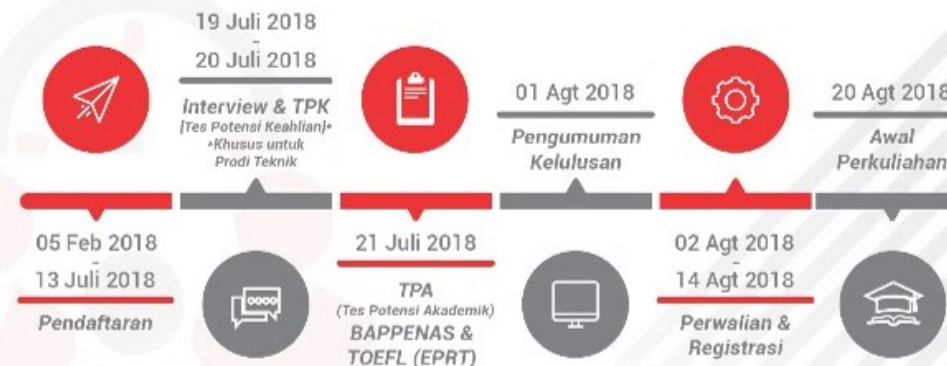 05 Feb 2018
-
13 Juli 2018
Pendaftaran
19 Juli 2018
-
20 Juli 2018
Interview & TPK
[Tes Potensi Keahlian]*
*Khusus untuk
Prodi Teknik
21 Juli 2018
TPA
(Tes Potensi Akademik)
BAPPENAS &
TOEFL (EPRT)
01 Agt 2018
Pengumuman
Kelulusan
02 Agt 2018
-
14 Agt 2018
Perwalian &
Registrasi
20 Agt 2018
Awal
Perkuliahan